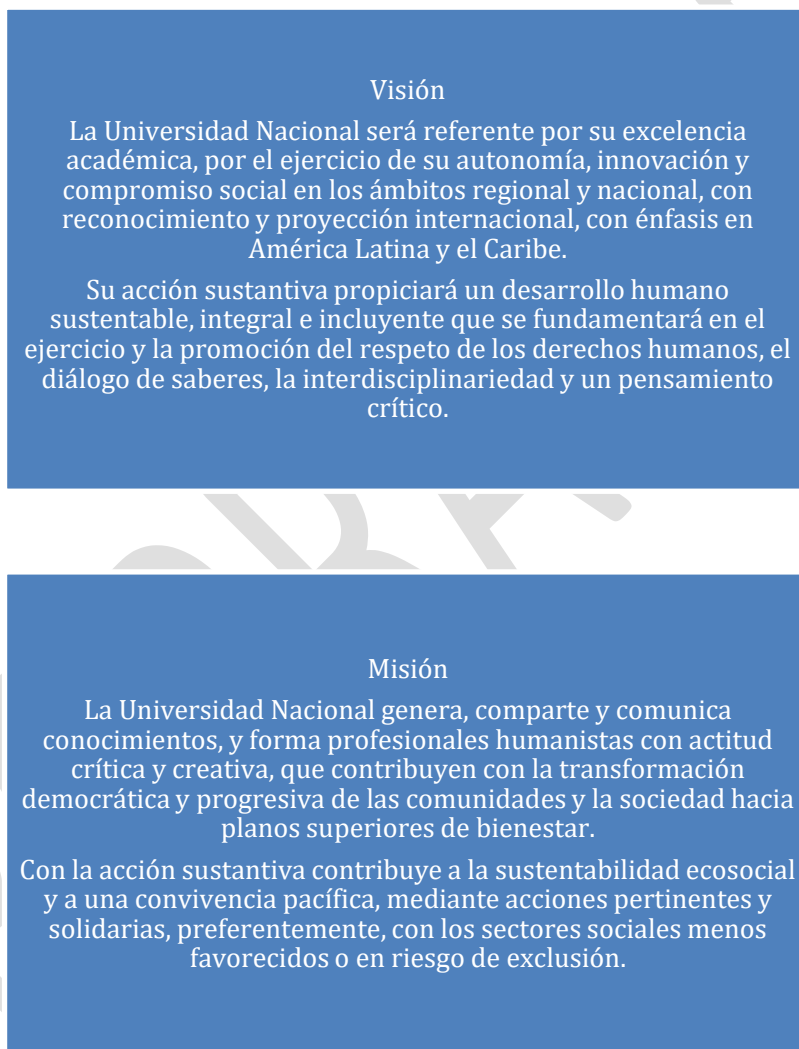 Visión
La Universidad Nacional será referente por su excelencia
académica, por el ejercicio de su autonomía, innovación y
compromiso social en los ámbitos regional y nacional, con
reconocimiento y proyección internacional, con énfasis en
América Latina y el Caribe.
Su acción sustantiva propiciará un desarrollo humano
sustentable, integral e incluyente que se fundamentará en el
ejercicio y la promoción del respeto de los derechos humanos, el
diálogo de saberes, la interdisciplinariedad y un pensamiento
crítico.
Misión
La Universidad Nacional genera, comparte y comunica
conocimientos, y forma profesionales humanistas con actitud
crítica y creativa, que contribuyen con la transformación
democrática y progresiva de las comunidades y la sociedad hacia
planos superiores de bienestar.
Con la acción sustantiva contribuye a la sustentabilidad ecosocial
y a una convivencia pacífica, mediante acciones pertinentes y
solidarias, preferentemente, con los sectores sociales menos
favorecidos o en riesgo de exclusión.